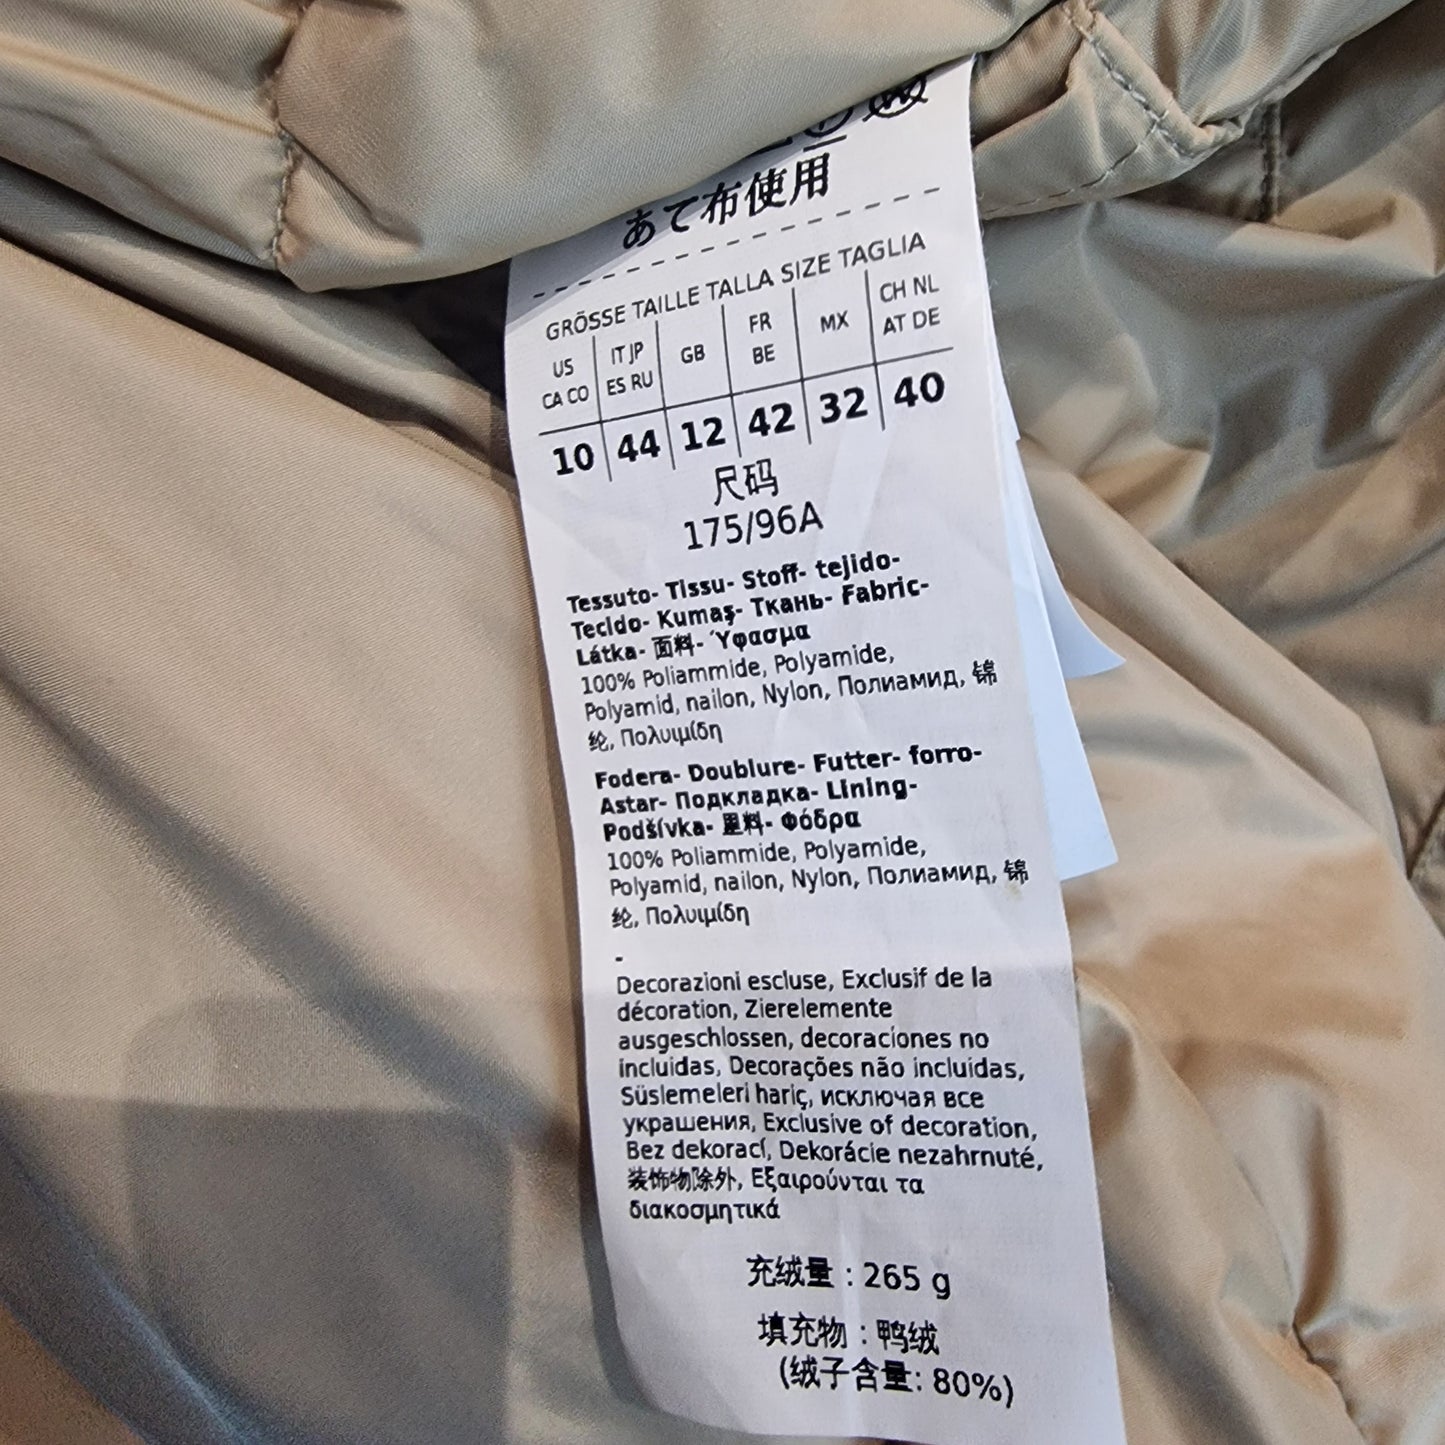 あて布使用
GRÖSSE TAILLE TALLA SIZE TAGLIA
US CA CO | IT JP ES RU | GB | FR BE | MX | CH NL AT DE
10 | 44 | 12 | 42 | 32 | 40
尺码
175/96A
Tessuto- Tissu- Stoff- tejido-
Tecido- Kumaş- Ткань- Fabric-
Látka- 面料- Ύφασμα
100% Poliammide, Polyamide,
Polyamid, nailon, Nylon, Полиамид, 锦
纶, Πολυιμίδη
Fodera- Doublure- Futter- forro-
Astar- Подкладка- Lining-
Podšívka- 里料- Φόδρα
100% Poliammide, Polyamide,
Polyamid, nailon, Nylon, Полиамид, 锦
纶, Πολυιμίδη
-
Decorazioni escluse, Exclusif de la
décoration, Zierelemente
ausgeschlossen, decoraciones no
incluidas, Decorações não incluídas,
Süslemeleri hariç, исключая все
украшения, Exclusive of decoration,
Bez dekorací, Dekorácie nezahrnuté,
装饰物除外, Εξαιρούνται τα
διακοσμητικά
充绒量 : 265 g
填充物 : 鸭绒
(绒子含量: 80%)